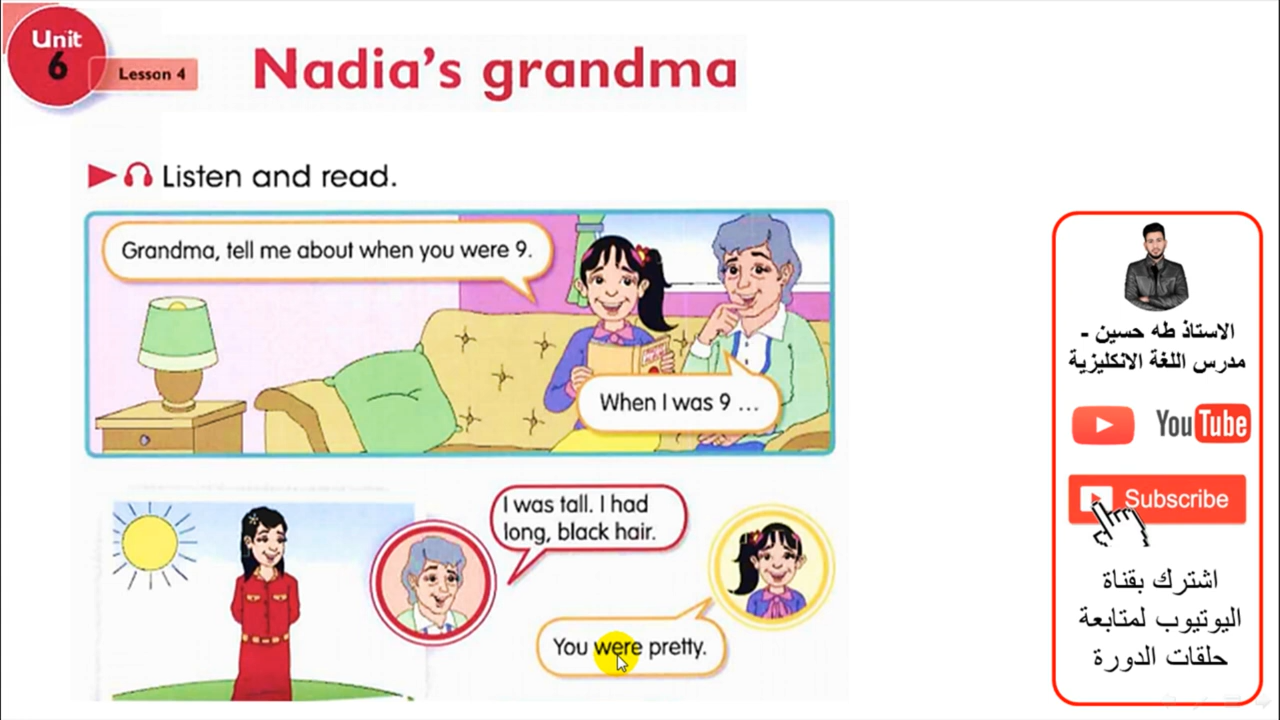 Unit
6
Lesson 4
Nadia's grandma
Listen and read.
Grandma, tell me about when you were 9.
When I was 9 ...
I was tall. I had
long, black hair.
You were pretty.
الاستاذ طه حسين -
مدرس اللغة الانكليزية
YouTube
Subscribe
اشترك بقناة
اليوتيوب لمتابعة
حلقات الدورة